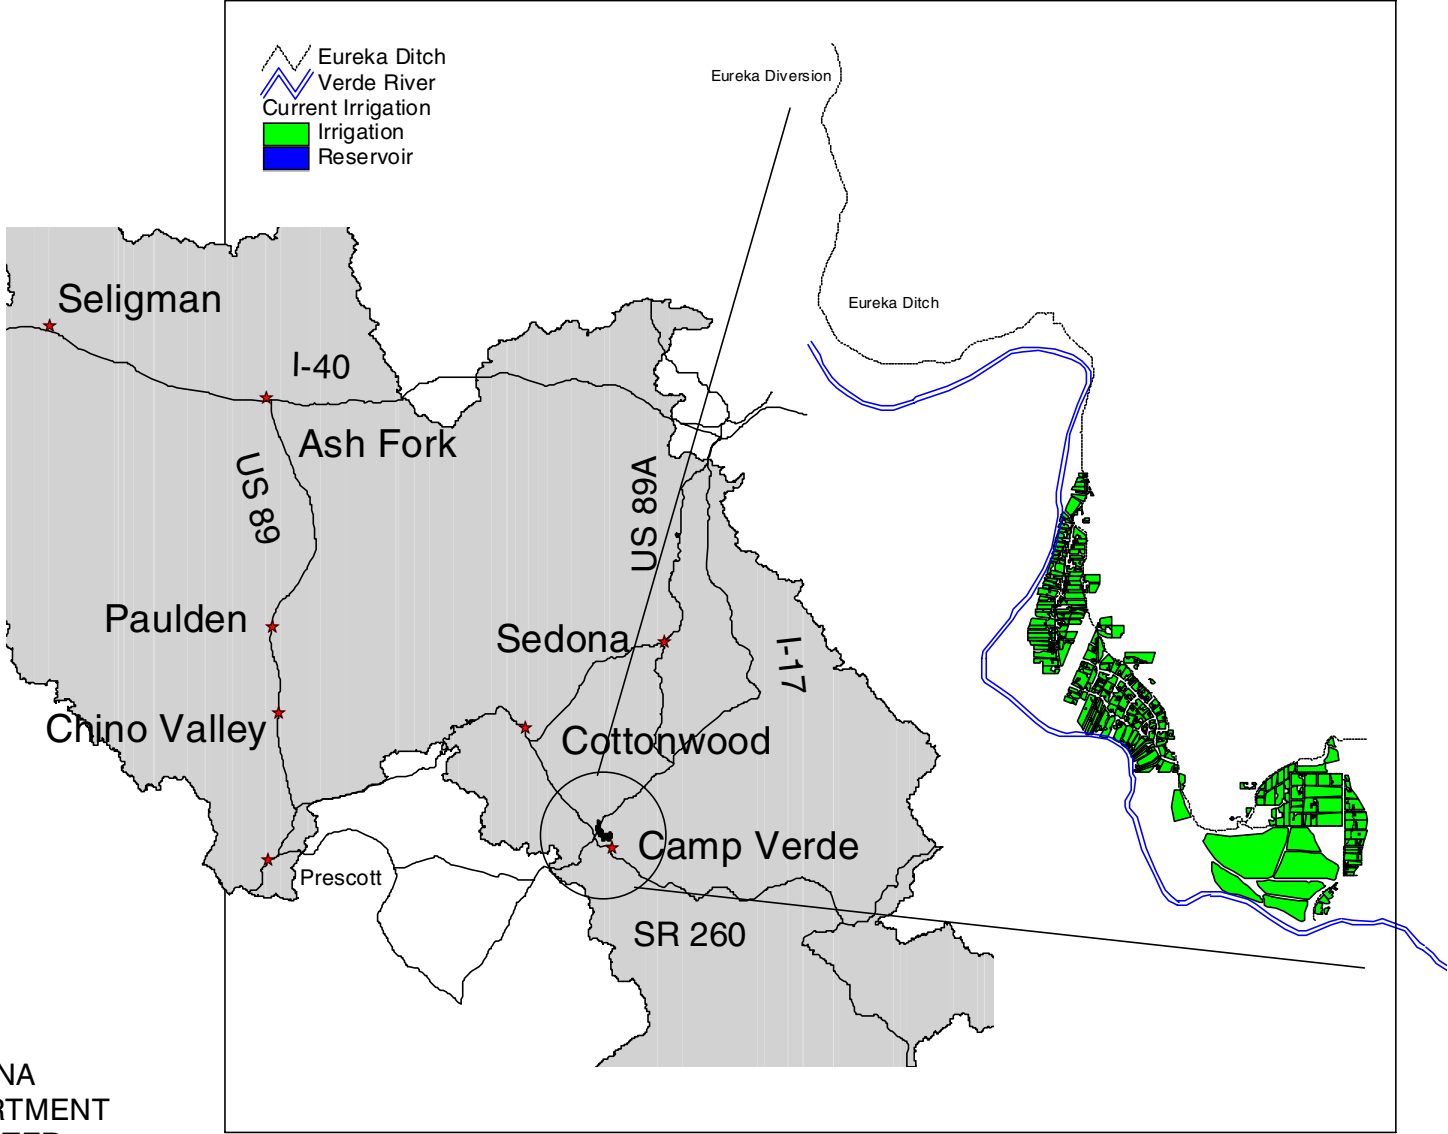 Eureka Ditch
Verde River
Current Irrigation
Irrigation
Reservoir
Eureka Diversion
Eureka Ditch
Seligman
I-40
Ash Fork
US 89
US 89A
Paulden
Sedona
I-17
Chino Valley
Cottonwood
Camp Verde
Prescott
SR 260
NA
RTMENT